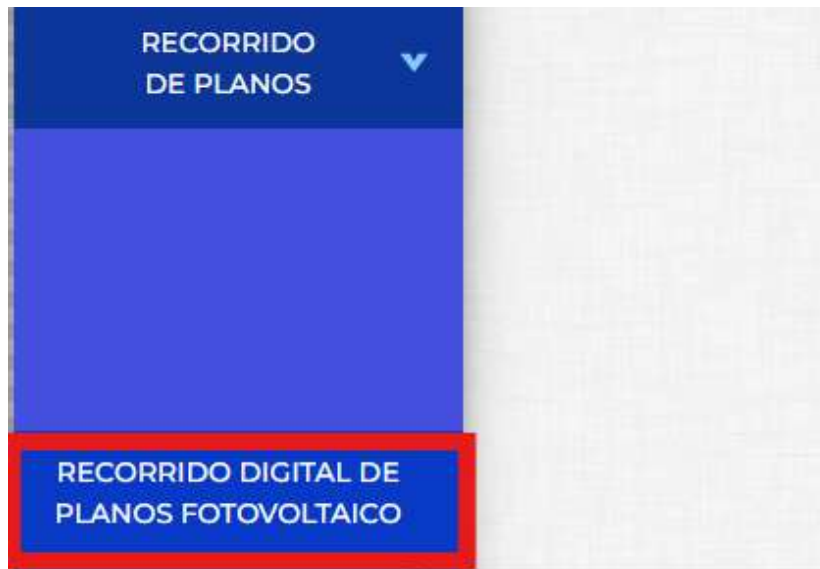 RECORRIDO
DE PLANOS
RECORRIDO DIGITAL DE
PLANOS FOTOVOLTAICO